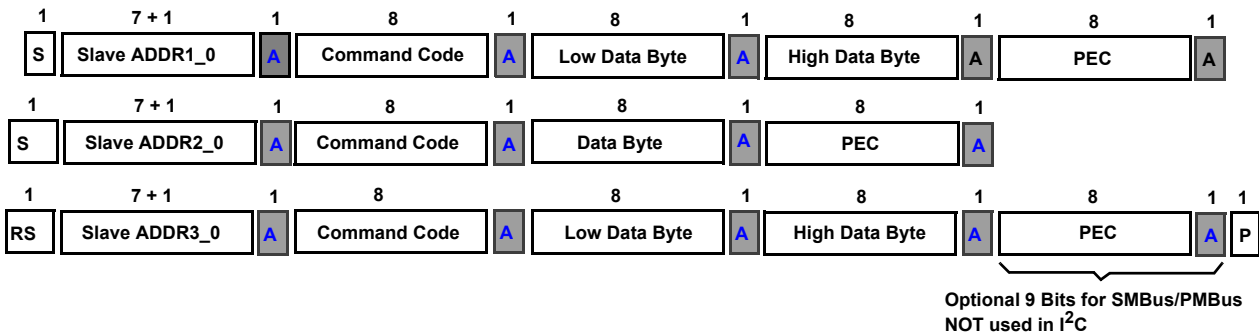 1 7 + 1 1 8 1 8 1 8 1 8 1
S Slave ADDR1_0 A Command Code A Low Data Byte A High Data Byte A PEC A
1 7 + 1 1 8 1 8 1 8 1
S Slave ADDR2_0 A Command Code A Data Byte A PEC A
1 7 + 1 1 8 1 8 1 8 1 8 1 1
RS Slave ADDR3_0 A Command Code A Low Data Byte A High Data Byte A PEC A P
Optional 9 Bits for SMBus/PMBus
NOT used in I²C